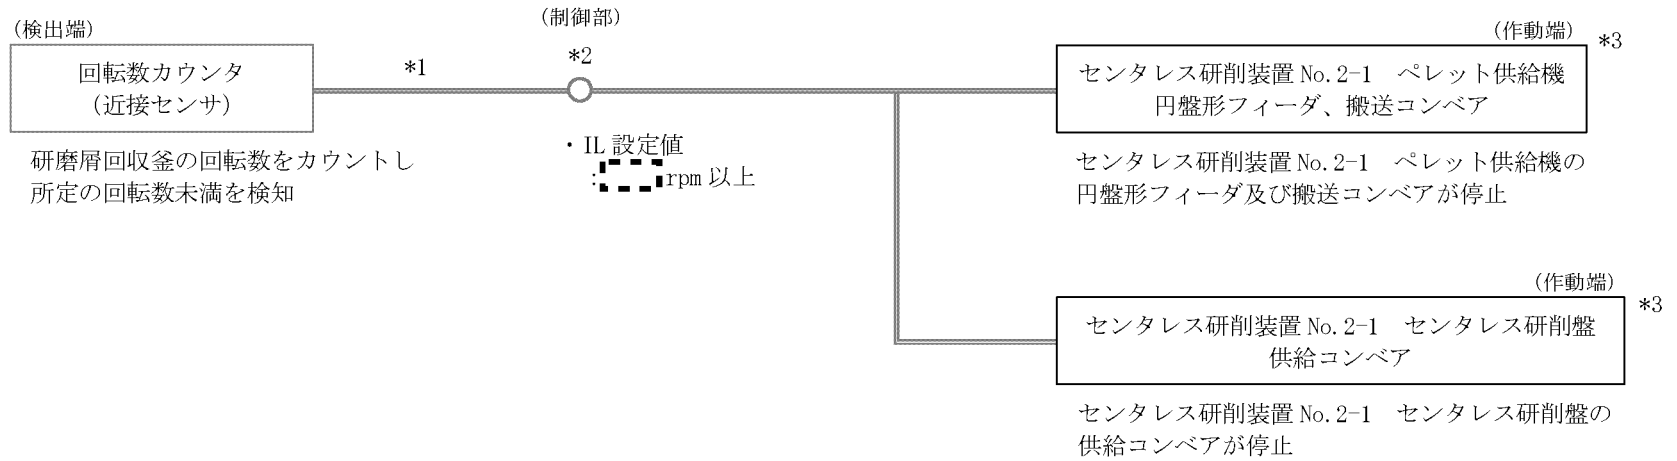 （検出端）
回転数カウンタ
（近接センサ）
研磨屑回収釜の回転数をカウントし
所定の回転数未満を検知
*1
（制御部）
*2
・IL 設定値
: rpm 以上
（作動端）
*3
センタレス研削装置 No.2-1　ペレット供給機
円盤形フィーダ、搬送コンベア
センタレス研削装置 No.2-1　ペレット供給機の
円盤形フィーダ及び搬送コンベアが停止
（作動端）
*3
センタレス研削装置 No.2-1　センタレス研削盤
供給コンベア
センタレス研削装置 No.2-1　センタレス研削盤の
供給コンベアが停止